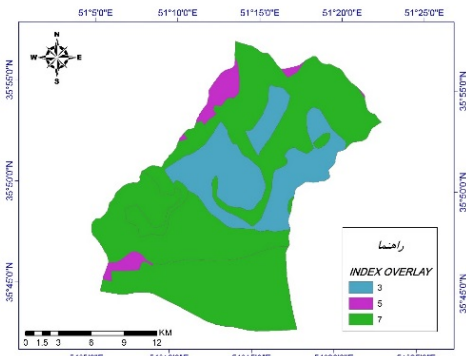 51°5'0"E 51°10'0"E 51°15'0"E 51°20'0"E 51°25'0"E
N
W E
S
35°55'0"N 35°55'0"N
35°50'0"N 35°50'0"N
35°45'0"N 35°45'0"N
راهنما
INDEX OVERLAY
3
5
7
KM
0 1.5 3 6 9 12